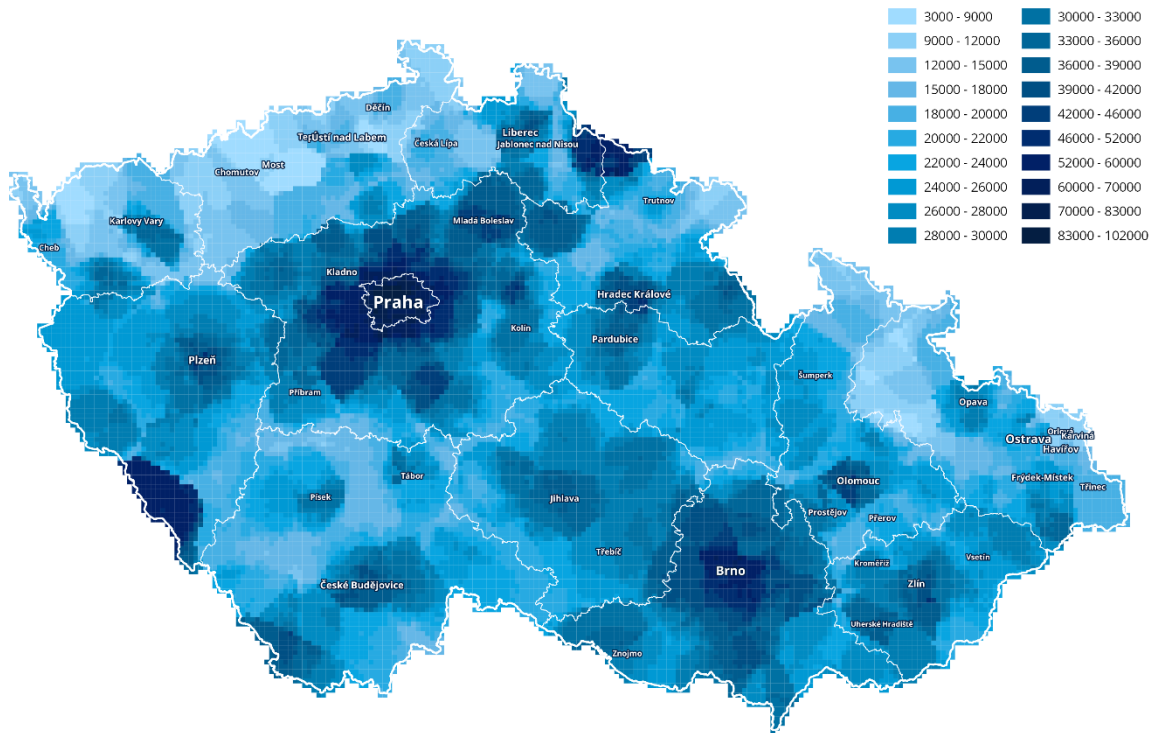 3000 - 9000
9000 - 12000
12000 - 15000
15000 - 18000
18000 - 20000
20000 - 22000
22000 - 24000
24000 - 26000
26000 - 28000
28000 - 30000
30000 - 33000
33000 - 36000
36000 - 39000
39000 - 42000
42000 - 46000
46000 - 52000
52000 - 60000
60000 - 70000
70000 - 83000
83000 - 102000
Děčín
Ústí nad Labem
Česká Lípa
Liberec
Jablonec nad Nisou
Most
Chomutov
Trutnov
Karlovy Vary
Mladá Boleslav
Cheb
Kladno
Hradec Králové
Praha
Kolín
Pardubice
Plzeň
Šumperk
Příbram
Opava
Orlová
Karviná
Ostrava
Havířov
Tábor
Frýdek-Místek
Olomouc
Třinec
Písek
Jihlava
Prostějov
Přerov
Třebíč
Vsetín
Kroměříž
Brno
České Budějovice
Zlín
Uherské Hradiště
Znojmo